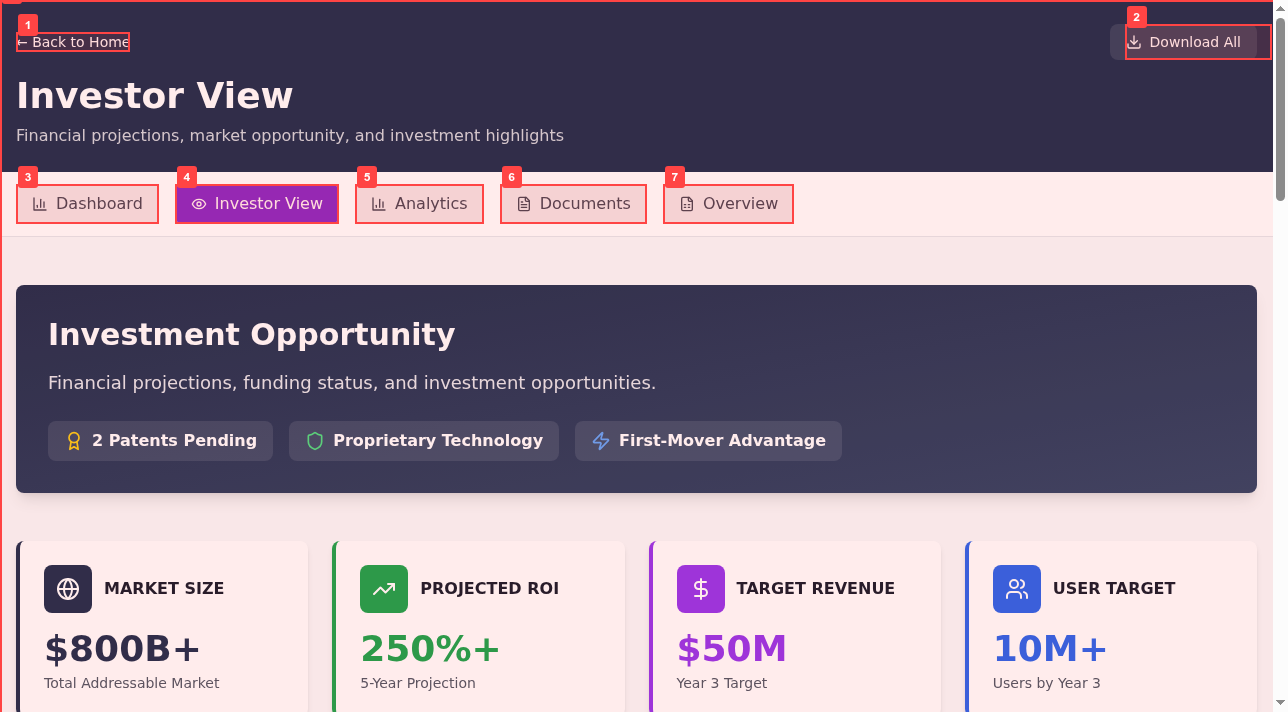 1
← Back to Home
2
Download All
Investor View
Financial projections, market opportunity, and investment highlights
3
Dashboard
4
Investor View
5
Analytics
6
Documents
7
Overview
Investment Opportunity
Financial projections, funding status, and investment opportunities.
2 Patents Pending
Proprietary Technology
First-Mover Advantage
MARKET SIZE
$800B+
Total Addressable Market
PROJECTED ROI
250%+
5-Year Projection
TARGET REVENUE
$50M
Year 3 Target
USER TARGET
10M+
Users by Year 3